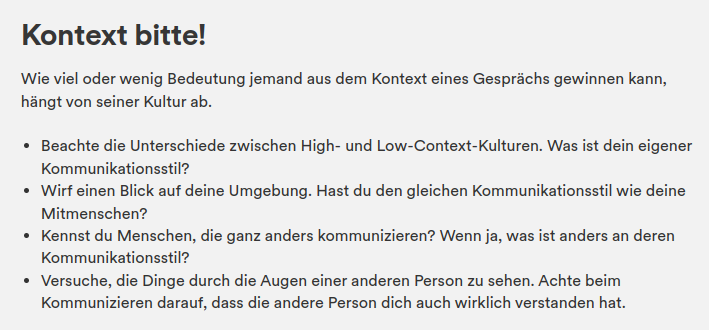 Kontext bitte!
Wie viel oder wenig Bedeutung jemand aus dem Kontext eines Gesprächs gewinnen kann,
hängt von seiner Kultur ab.
• Beachte die Unterschiede zwischen High- und Low-Context-Kulturen. Was ist dein eigener
Kommunikationsstil?
• Wirf einen Blick auf deine Umgebung. Hast du den gleichen Kommunikationsstil wie deine
Mitmenschen?
• Kennst du Menschen, die ganz anders kommunizieren? Wenn ja, was ist anders an deren
Kommunikationsstil?
• Versuche, die Dinge durch die Augen einer anderen Person zu sehen. Achte beim
Kommunizieren darauf, dass die andere Person dich auch wirklich verstanden hat.